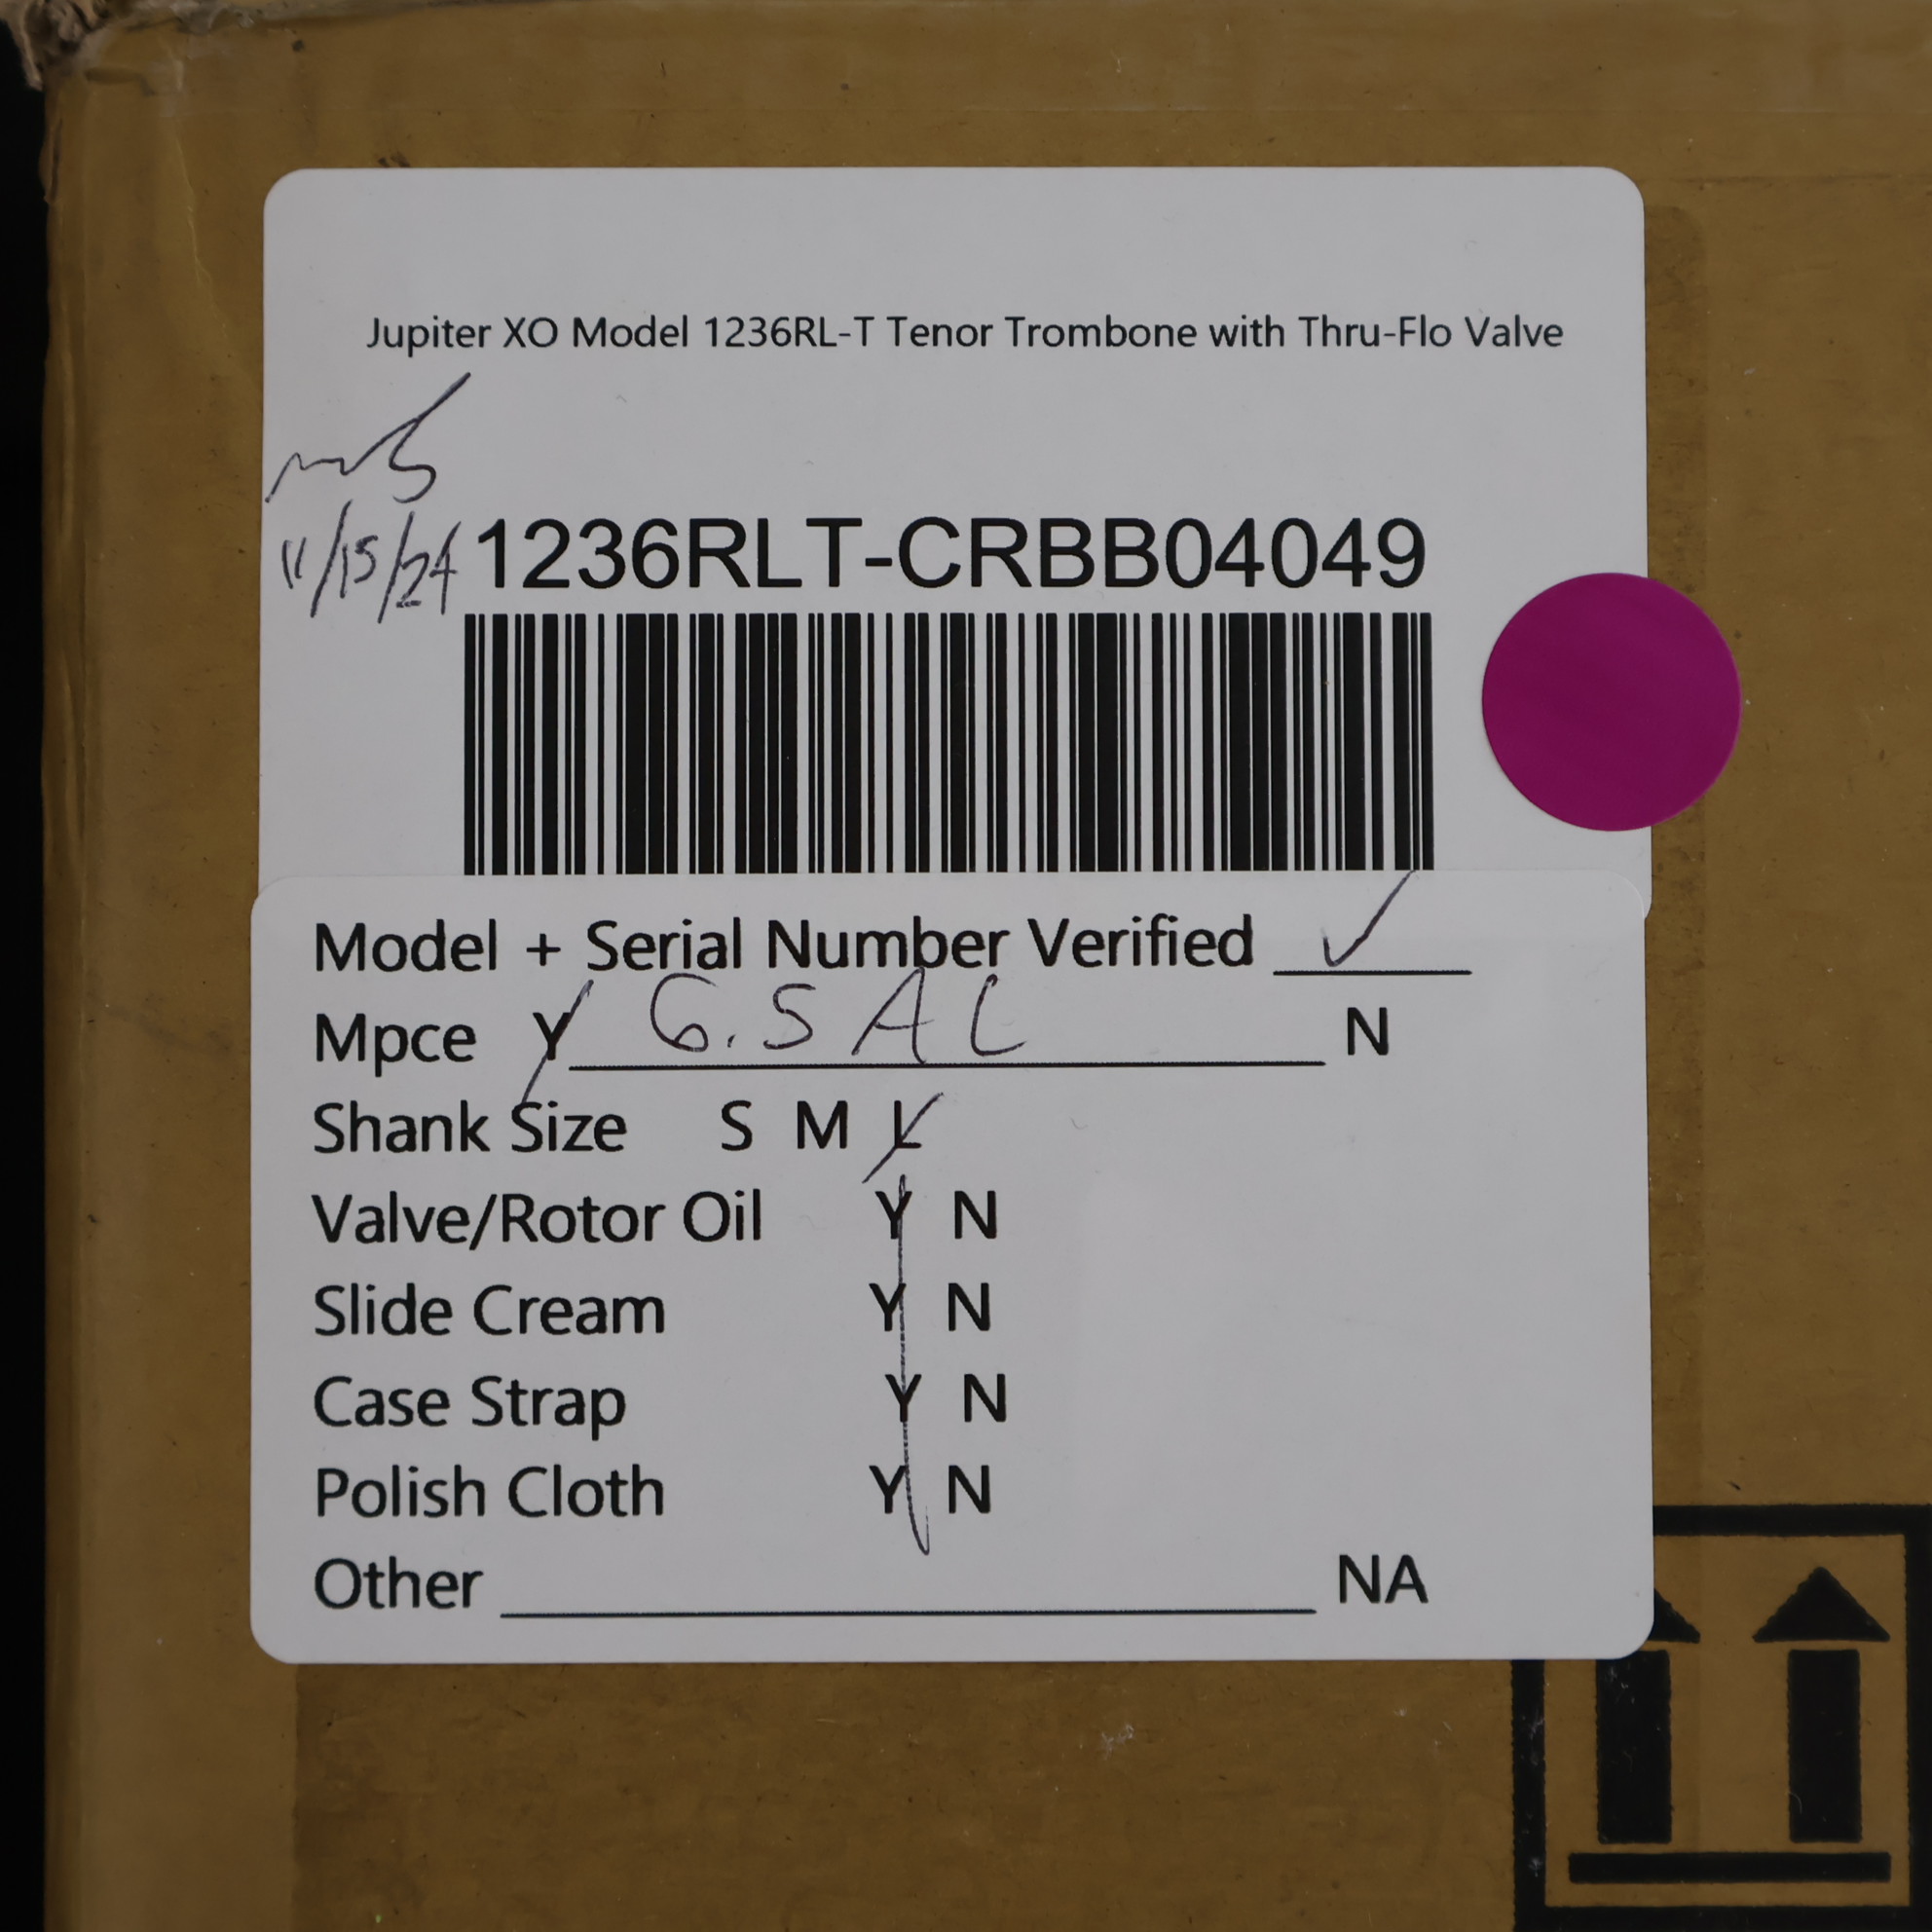 Jupiter XO Model 1236RL-T Tenor Trombone with Thru-Flo Valve
11/15/24 1236RLT-CRBB04049
Model + Serial Number Verified ✓
Mpce Y 6.5 A L N
Shank Size S M L
Valve/Rotor Oil Y N
Slide Cream Y N
Case Strap Y N
Polish Cloth Y N
Other NA